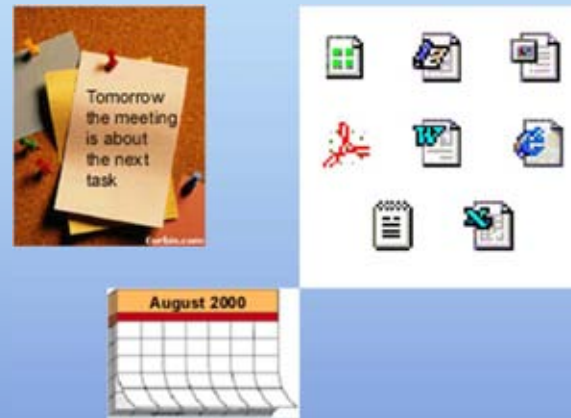 Tomorrow
the meeting
is about
the next
task
Corbis.com
W
X
August 2000